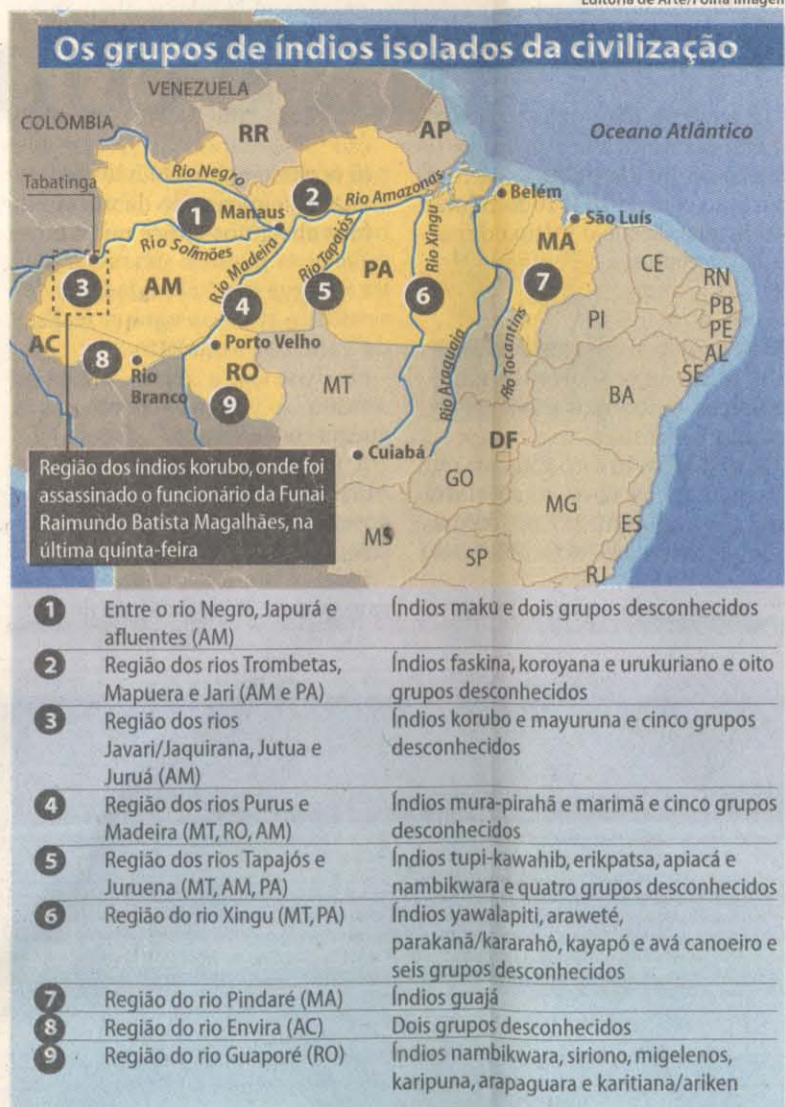 Editoria de Arte/Folha Imagem
Os grupos de índios isolados da civilização
VENEZUELA
COLÔMBIA
RR
AP
Oceano Atlântico
Tabatinga
Rio Negro
2
Rio Amazonas
Belém
1
Manaus
São Luís
Rio Solimões
Rio Madeira
Rio Tapajós
Rio Xingu
MA
3
AM
4
5
PA
6
7
CE
RN
PB
PE
AL
SE
PI
AC
8
Porto Velho
Rio
Branco
RO
9
MT
Rio Araguaia
Rio Tocantins
BA
Cuiabá
DF
GO
MG
ES
MS
SP
RJ
Região dos índios korubo, onde foi
assassinado o funcionário da Funai
Raimundo Batista Magalhães, na
última quinta-feira
1 Entre o rio Negro, Japurá e Índios maku e dois grupos desconhecidos
afluentes (AM)
2 Região dos rios Trombetas, Índios faskina, koroyana e urukuriano e oito
Mapuera e Jari (AM e PA) grupos desconhecidos
3 Região dos rios Índios korubo e mayuruna e cinco grupos
Javari/Jaquirana, Jutua e desconhecidos
Juruá (AM)
4 Região dos rios Purus e Índios mura-pirahã e marimã e cinco grupos
Madeira (MT, RO, AM) desconhecidos
5 Região dos rios Tapajós e Índios tupi-kawahib, erikpatsa, apiacá e
Juruena (MT, AM, PA) nambikwara e quatro grupos desconhecidos
6 Região do rio Xingu (MT, PA) Índios yawalapiti, araweté,
parakanã/kararahô, kayapó e avá canoeiro e
seis grupos desconhecidos
7 Região do rio Pindaré (MA) Índios guajá
8 Região do rio Envira (AC) Dois grupos desconhecidos
9 Região do rio Guaporé (RO) Índios nambikwara, siriono, migelenos,
karipuna, arapaguara e karitiana/ariken